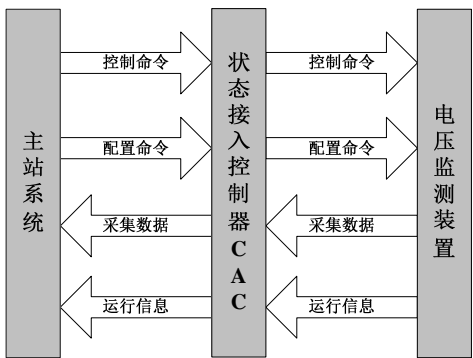 主站系统
控制命令
配置命令
采集数据
运行信息
状态接入控制器CAC
控制命令
配置命令
采集数据
运行信息
电压监测装置